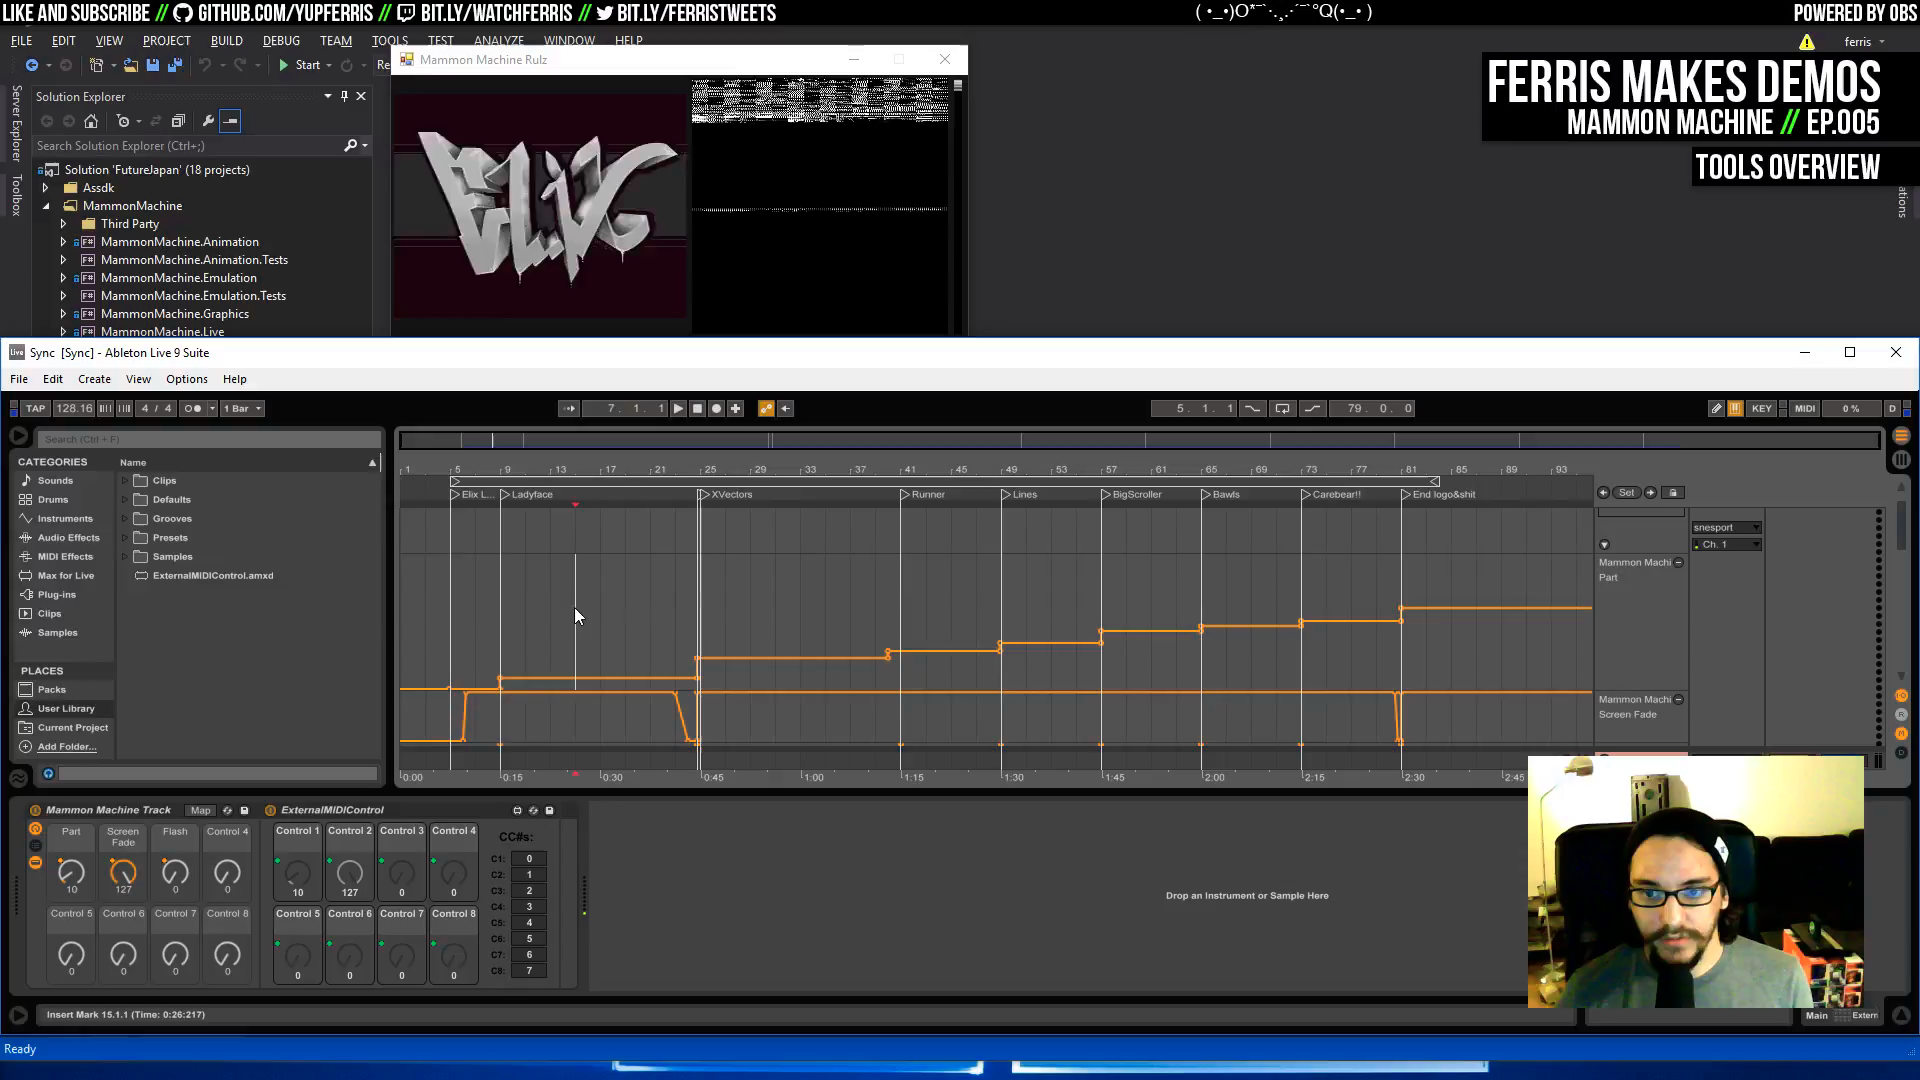 LIKE AND SUBSCRIBE // GITHUB.COM/YUPFERRIS // BIT.LY/WATCHFERRIS // BIT.LY/FERRISTWEETS
POWERED BY OBS
FILE EDIT VIEW PROJECT BUILD DEBUG TEAM TOOLS TEST ANALYZE WINDOW HELP
ferris
FERRIS MAKES DEMOS
MAMMON MACHINE // EP.005
TOOLS OVERVIEW
Start
Re
Mammon Machine Rulz
Server Explorer
Toolbox
Solution Explorer
Search Solution Explorer (Ctrl+;)
Solution 'FutureJapan' (18 projects)
Assdk
MammonMachine
Third Party
MammonMachine.Animation
MammonMachine.Animation.Tests
MammonMachine.Emulation
MammonMachine.Emulation.Tests
MammonMachine.Graphics
MammonMachine.Live
ations
Live Sync [Sync] - Ableton Live 9 Suite
File Edit Create View Options Help
TAP 128.16 4 / 4 1 Bar
7. 1. 1
5. 1. 1
79. 0. 0
KEY MIDI 0 % D
Search (Ctrl + F)
CATEGORIES
Sounds
Drums
Instruments
Audio Effects
MIDI Effects
Max for Live
Plug-ins
Clips
Samples
PLACES
Packs
User Library
Current Project
Add Folder...
Name
Clips
Defaults
Grooves
Presets
Samples
ExternalMIDIControl.amxd
1 5 9 13 17 21 25 29 33 37 41 45 49 53 57 61 65 69 73 77 81 85 89 93
Elix L... Ladyface XVectors Runner Lines BigScroller Bawls Carebear!! End logo&shit
Set
snesport
Ch. 1
Mammon Machi
Part
Mammon Machi
Screen Fade
0:00 0:15 0:30 0:45 1:00 1:15 1:30 1:45 2:00 2:15 2:30 2:45
Mammon Machine Track Map
Part Screen Fade Flash Control 4
10 127 0 0
Control 5 Control 6 Control 7 Control 8
0 0 0 0
ExternalMIDIControl
Control 1 Control 2 Control 3 Control 4
10 127 0 0
Control 5 Control 6 Control 7 Control 8
0 0 0 0
CC#s:
C1: 0
C2: 1
C3: 2
C4: 3
C5: 4
C6: 5
C7: 6
C8: 7
Drop an Instrument or Sample Here
Insert Mark 15.1.1 (Time: 0:26:217)
Main Extern
Ready